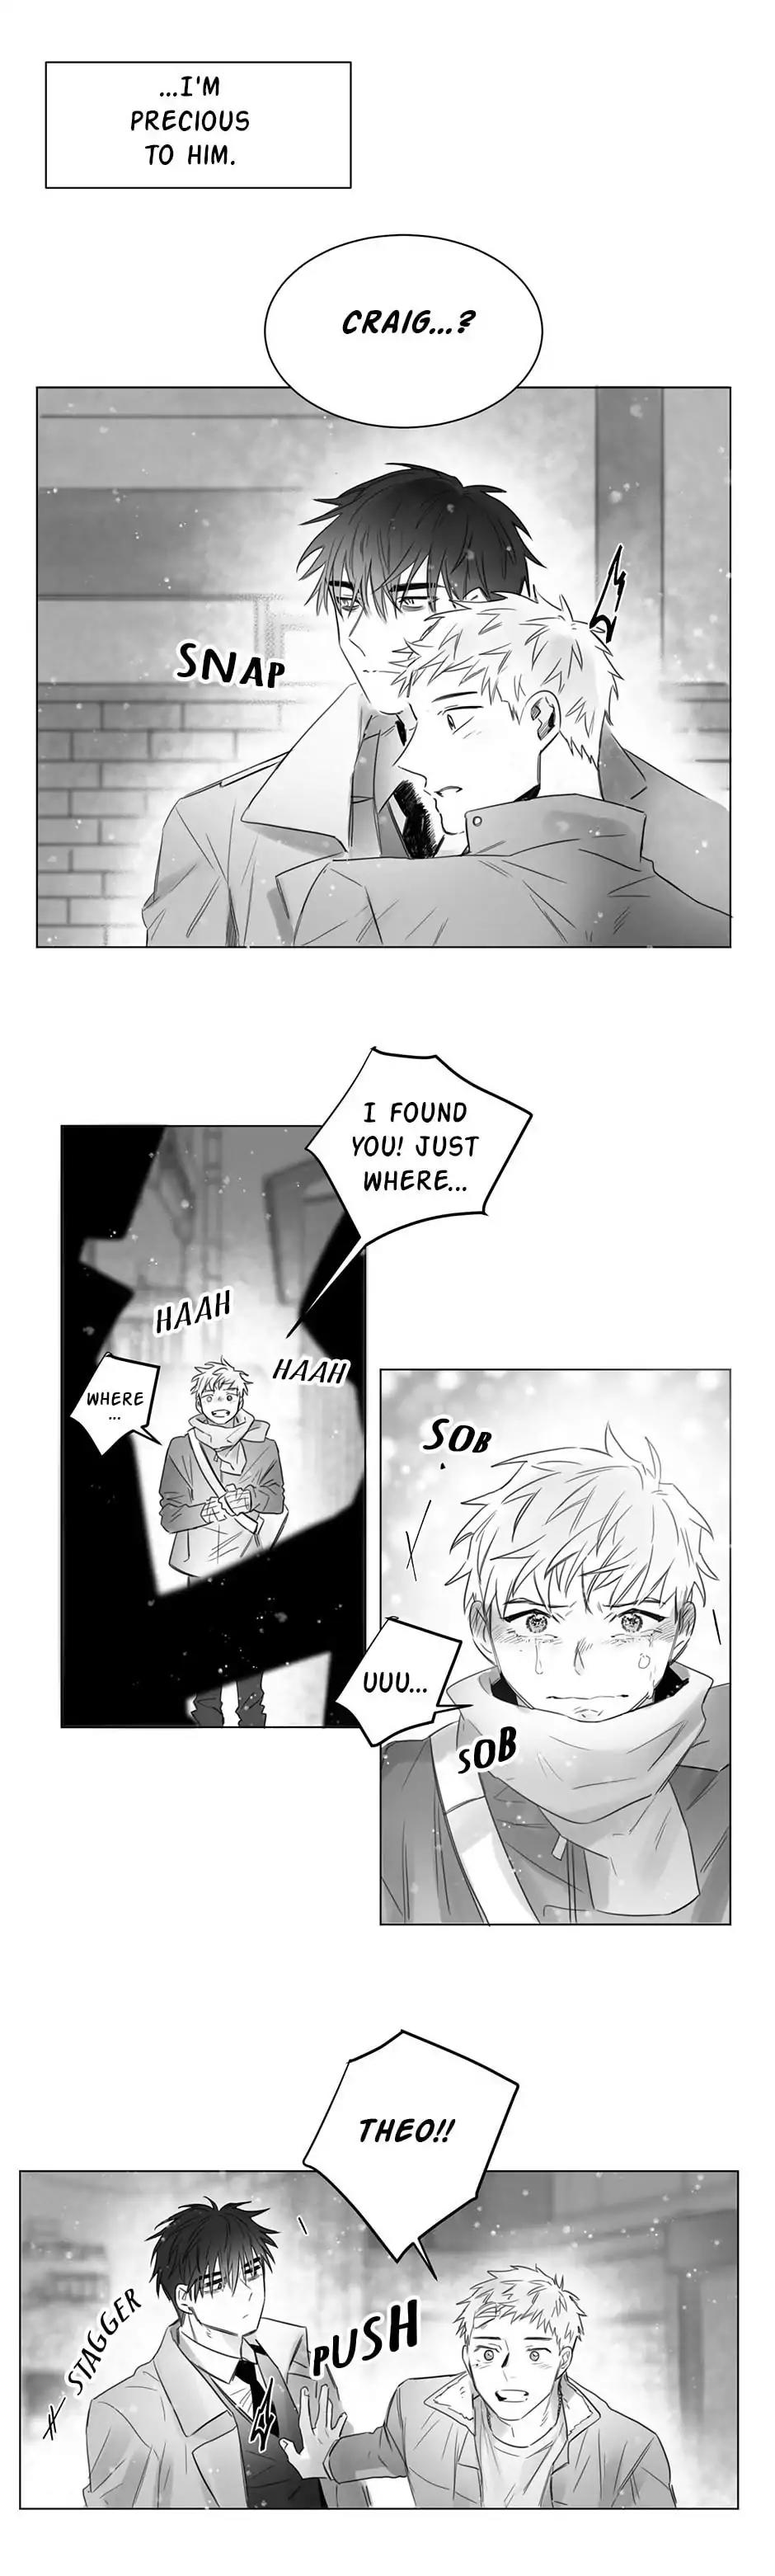 ...I'M
PRECIOUS
TO HIM.
CRAIG...?
SNAP
I FOUND
YOU! JUST
WHERE...
HAAH
HAAH
WHERE
...
SOB
UUU...
SOB
THEO!!
STAGGER
PUSH